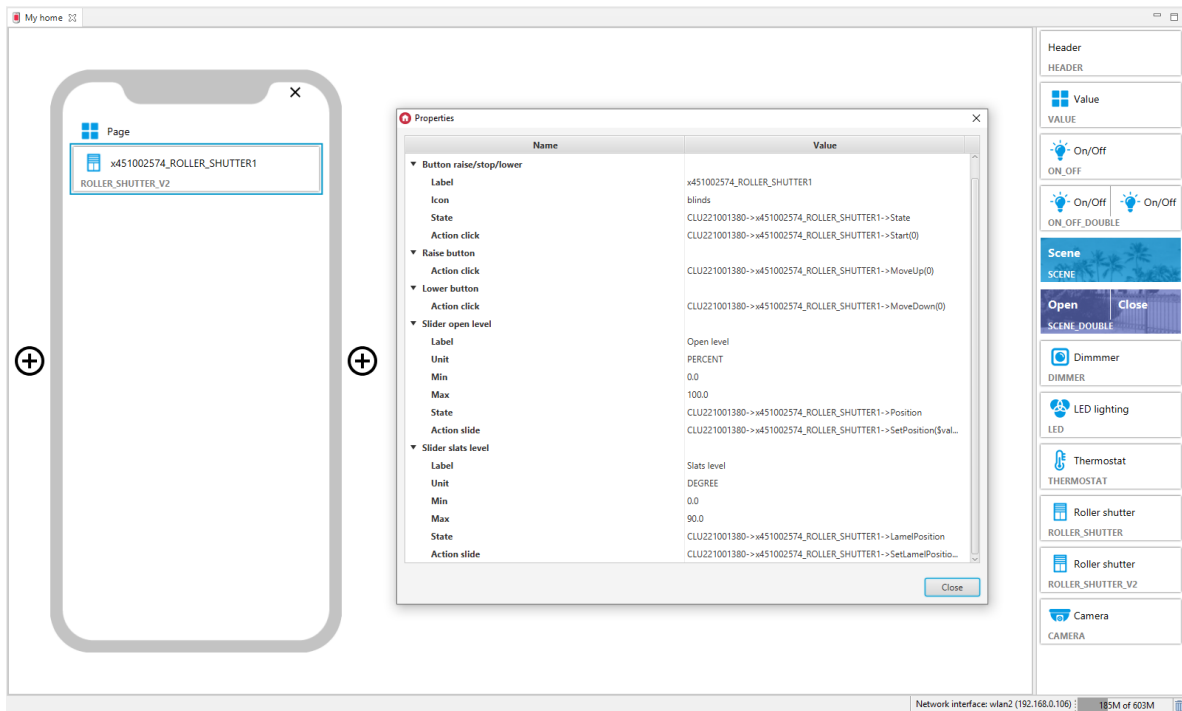 My home
Page
x451002574_ROLLER_SHUTTER1
ROLLER_SHUTTER_V2
Properties
Name Value
Button raise/stop/lower
Label x451002574_ROLLER_SHUTTER1
Icon blinds
State CLU221001380->x451002574_ROLLER_SHUTTER1->State
Action click CLU221001380->x451002574_ROLLER_SHUTTER1->Start(0)
Raise button
Action click CLU221001380->x451002574_ROLLER_SHUTTER1->MoveUp(0)
Lower button
Action click CLU221001380->x451002574_ROLLER_SHUTTER1->MoveDown(0)
Slider open level
Label Open level
Unit PERCENT
Min 0.0
Max 100.0
State CLU221001380->x451002574_ROLLER_SHUTTER1->Position
Action slide CLU221001380->x451002574_ROLLER_SHUTTER1->SetPosition($val...
Slider slats level
Label Slats level
Unit DEGREE
Min 0.0
Max 90.0
State CLU221001380->x451002574_ROLLER_SHUTTER1->LamelPosition
Action slide CLU221001380->x451002574_ROLLER_SHUTTER1->SetLamelPositio...
Close
Header
HEADER
Value
VALUE
On/Off
ON_OFF
On/Off On/Off
ON_OFF_DOUBLE
Scene
SCENE
Open Close
SCENE_DOUBLE
Dimmmer
DIMMER
LED lighting
LED
Thermostat
THERMOSTAT
Roller shutter
ROLLER_SHUTTER
Roller shutter
ROLLER_SHUTTER_V2
Camera
CAMERA
Network interface: wlan2 (192.168.0.106) 185M of 603M